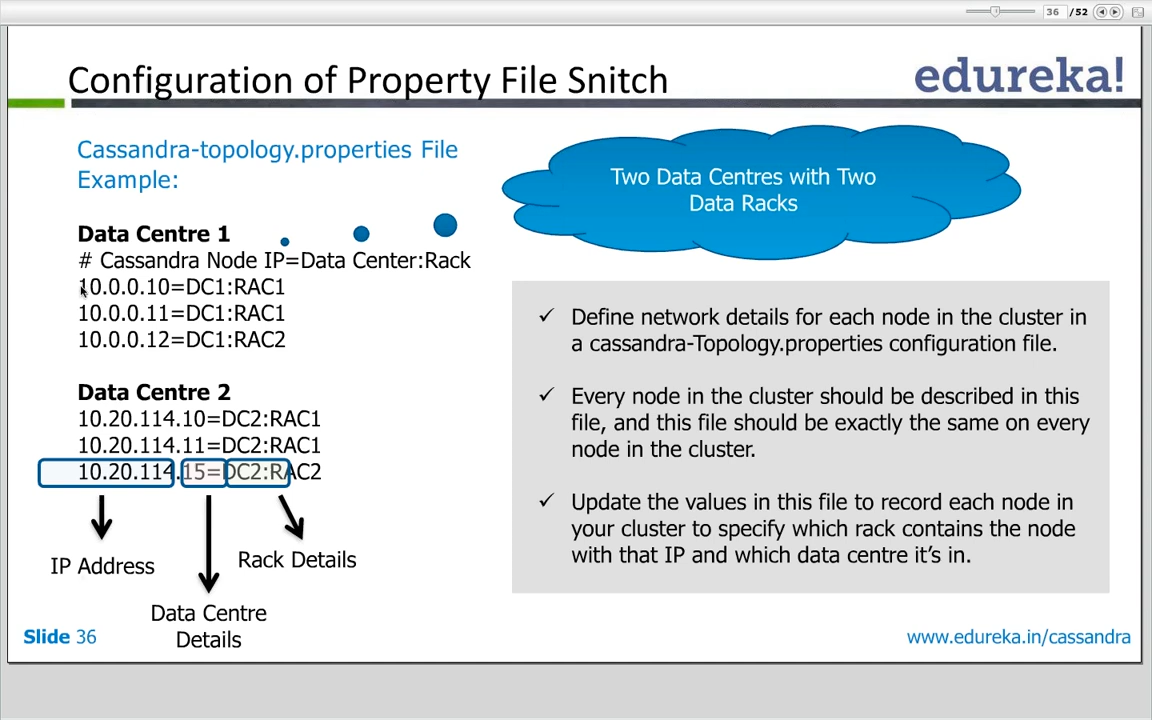 36 /52
Configuration of Property File Snitch
edureka!
Cassandra-topology.properties File
Example:
Two Data Centres with Two
Data Racks
Data Centre 1
# Cassandra Node IP=Data Center:Rack
10.0.0.10=DC1:RAC1
10.0.0.11=DC1:RAC1
10.0.0.12=DC1:RAC2
Data Centre 2
10.20.114.10=DC2:RAC1
10.20.114.11=DC2:RAC1
10.20.114.15=DC2:RAC2
IP Address
Rack Details
Data Centre
Details
Define network details for each node in the cluster in
a cassandra-Topology.properties configuration file.
Every node in the cluster should be described in this
file, and this file should be exactly the same on every
node in the cluster.
Update the values in this file to record each node in
your cluster to specify which rack contains the node
with that IP and which data centre it's in.
Slide 36
www.edureka.in/cassandra